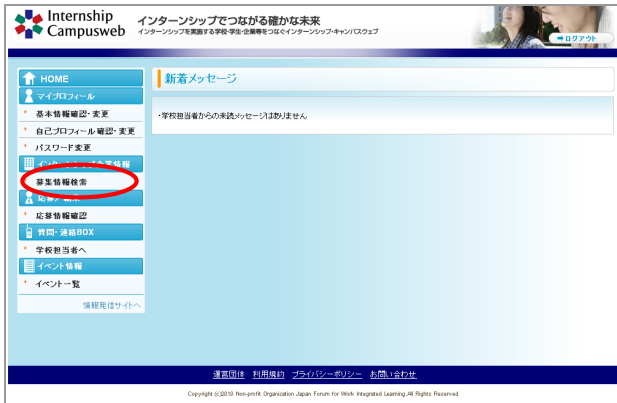 Internship
Campusweb
インターンシップでつながる確かな未来
インターンシップを実施する学校・学生・企業等をつなぐインターンシップ・キャンパスウェブ
ログアウト
HOME
新着メッセージ
マイプロフィール
基本情報確認・変更
・学校担当者からの未読メッセージはありません
自己プロフィール確認・変更
パスワード変更
募集情報検索
応募情報確認
質問・連絡BOX
学校担当者へ
イベント情報
イベント一覧
情報発信サイトへ
運営団体 利用規約 プライバシーポリシー お問い合わせ
Copyright (c)2010 Non-profit Organization Japan Forum for Work Integrated Learning.All Rights Reserved